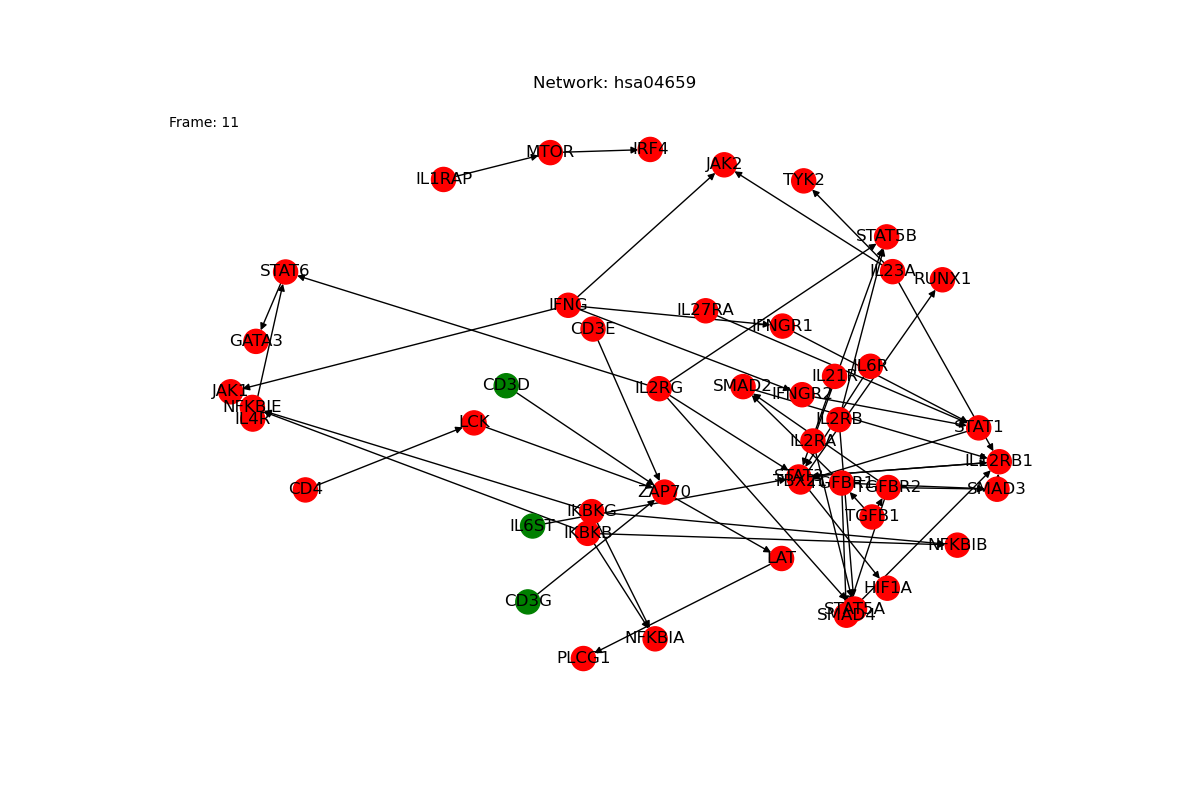 Network: hsa04659
Frame: 11
IRF4
MTOR
JAK2
IL1RAP
TYK2
STAT5B
STAT6
IL23A
RUNX1
IFNG
IL27RA
IFNGR1
CD3E
GATA3
IL6R
IL21R
CD3D
SMAD2
IL2RG
JAK1
IFNGR2
NFKBIE
IL4R
IL2RB
LCK
STAT1
IL2RA
IL12RB1
TGFBR1
TGFBR2
SMAD3
CD4
ZAP70
IKBKG
TGFB1
IL6ST
IKBKB
NFKBIB
LAT
HIF1A
CD3G
STAT5A
SMAD4
NFKBIA
PLCG1